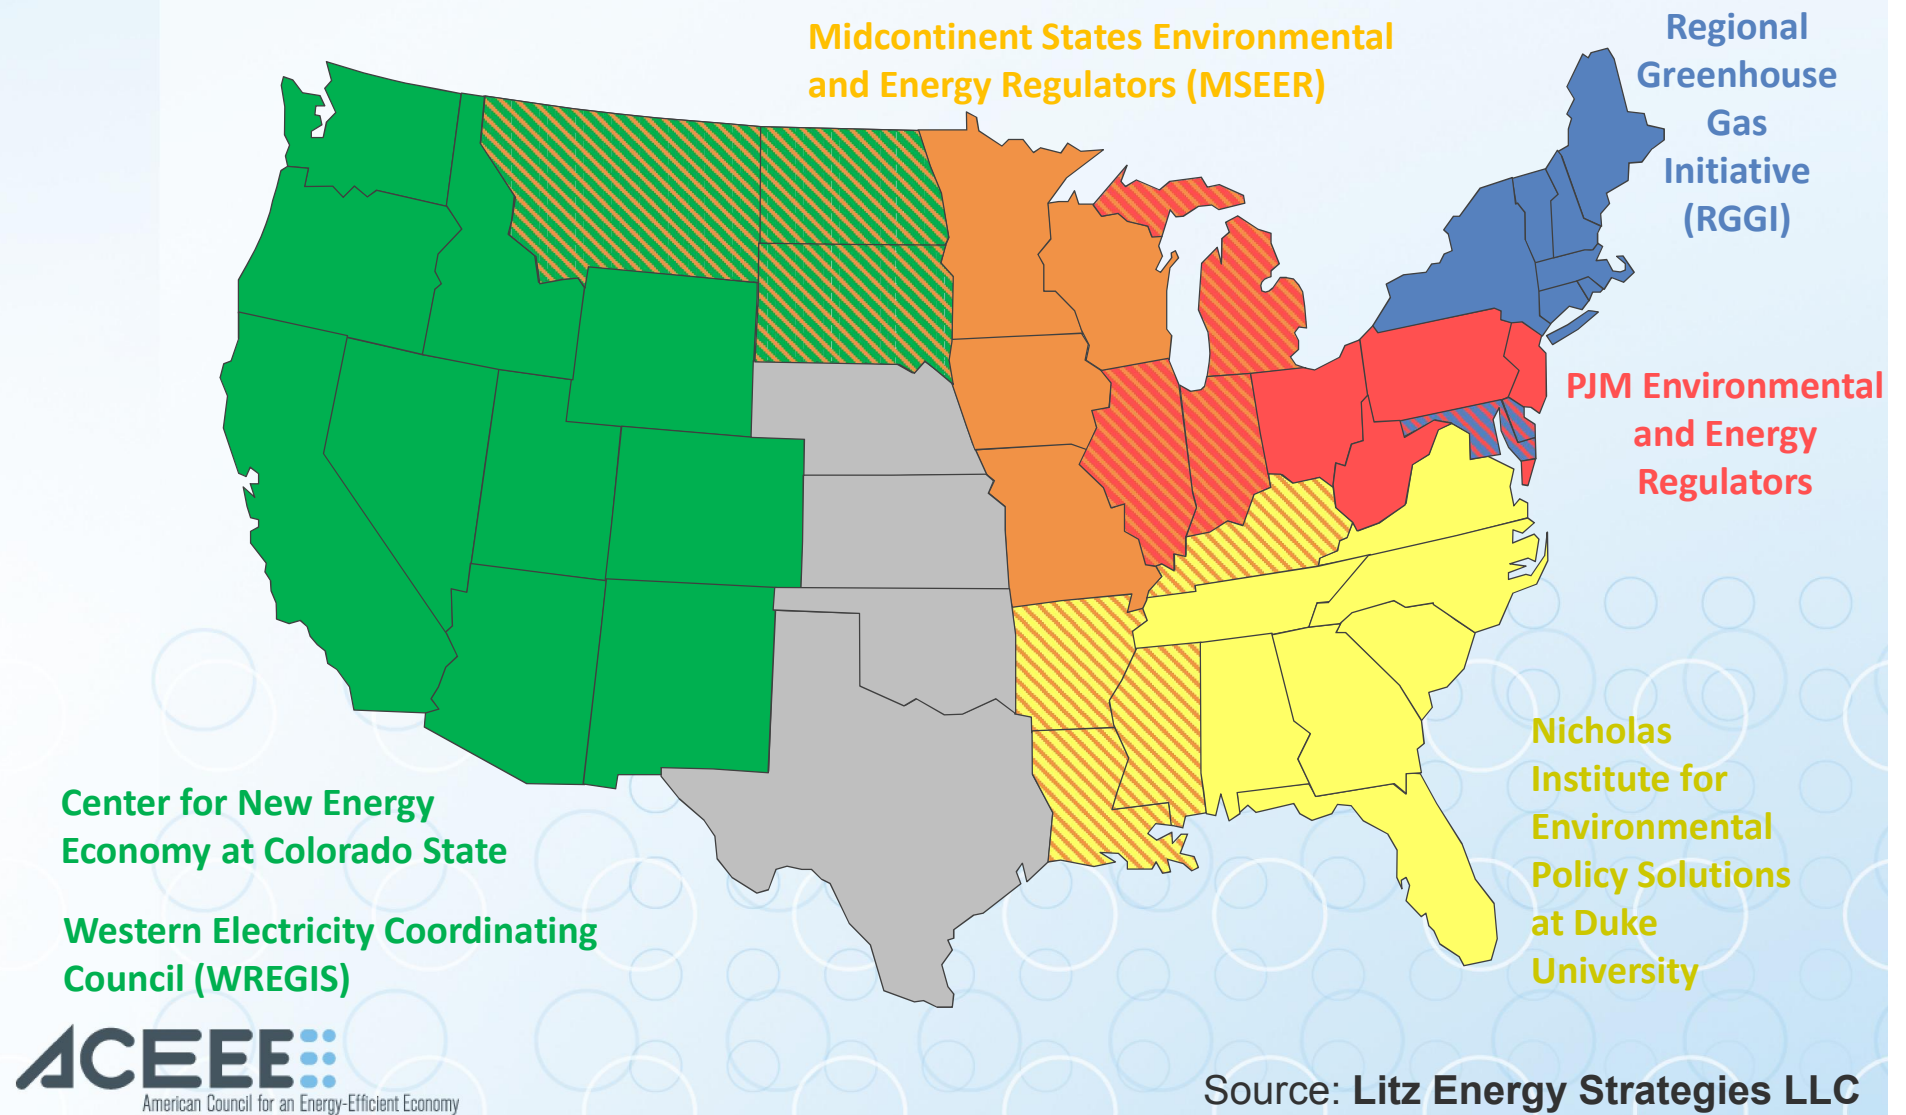 Midcontinent States Environmental
and Energy Regulators (MSEER)
Regional
Greenhouse
Gas
Initiative
(RGGI)
PJM Environmental
and Energy
Regulators
Nicholas
Institute for
Environmental
Policy Solutions
at Duke
University
Center for New Energy
Economy at Colorado State
Western Electricity Coordinating
Council (WREGIS)
ACEEE
American Council for an Energy-Efficient Economy
Source: Litz Energy Strategies LLC